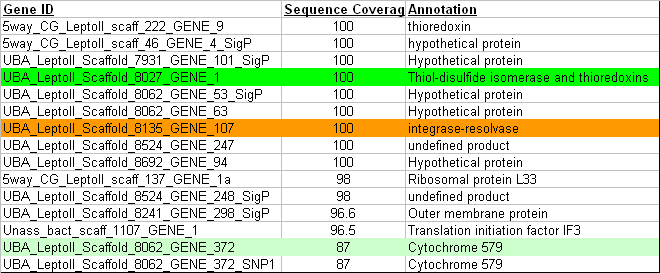 Gene ID Sequence Coverag Annotation
5way_CG_Leptoll_scaff_222_GENE_9 100 thioredoxin
5way_CG_Leptoll_scaff_46_GENE_4_SigP 100 hypothetical protein
UBA_Leptoll_Scaffold_7931_GENE_101_SigP 100 Hypothetical protein
UBA_Leptoll_Scaffold_8027_GENE_1 100 Thiol-disulfide isomerase and thioredoxins
UBA_Leptoll_Scaffold_8062_GENE_53_SigP 100 Hypothetical protein
UBA_Leptoll_Scaffold_8062_GENE_63 100 Hypothetical protein
UBA_Leptoll_Scaffold_8135_GENE_107 100 integrase-resolvase
UBA_Leptoll_Scaffold_8524_GENE_247 100 undefined product
UBA_Leptoll_Scaffold_8692_GENE_94 100 Hypothetical protein
5way_CG_Leptoll_scaff_137_GENE_1a 98 Ribosomal protein L33
UBA_Leptoll_Scaffold_8524_GENE_248_SigP 98 undefined product
UBA_Leptoll_Scaffold_8241_GENE_298_SigP 96.6 Outer membrane protein
Unass_bact_scaff_1107_GENE_1 96.5 Translation initiation factor IF3
UBA_Leptoll_Scaffold_8062_GENE_372 87 Cytochrome 579
UBA_Leptoll_Scaffold_8062_GENE_372_SNP1 87 Cytochrome 579